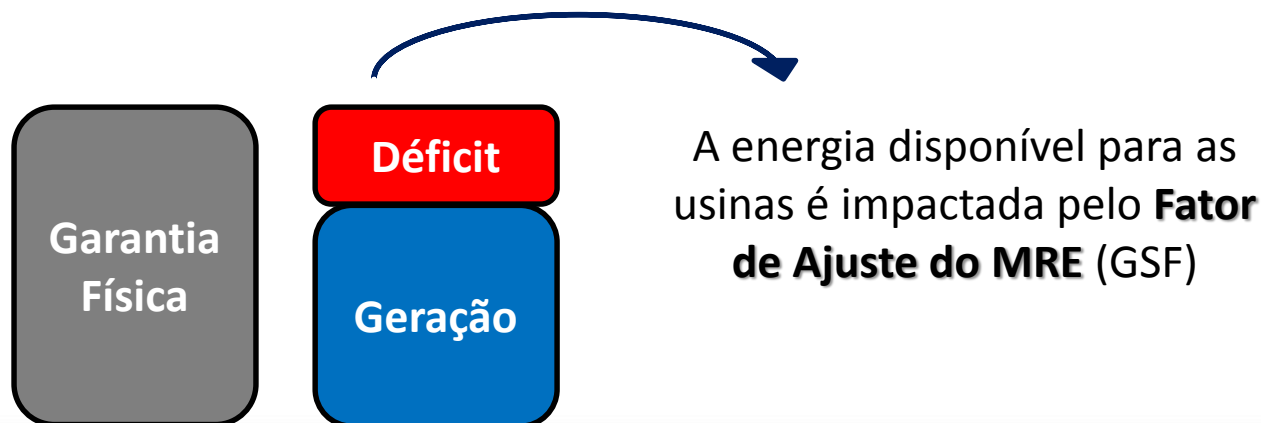 Garantia
Física
Déficit
Geração
A energia disponível para as
usinas é impactada pelo Fator
de Ajuste do MRE (GSF)